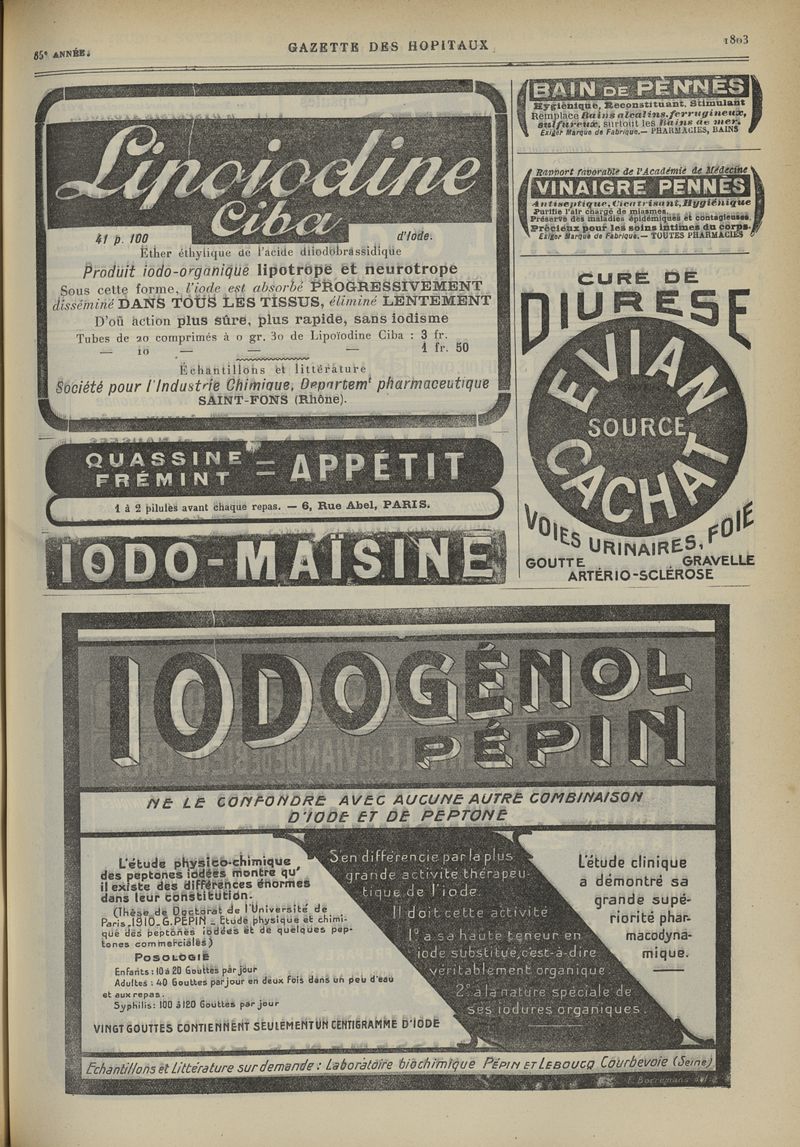 85e ANNÉE.
GAZETTE DES HOPITAUX
1803
Lipoiodine
Ciba
41 p. 100
d'Iode.
Ether éthylique de l'acide diiodobrassidique
Produit iodo-organique lipotrope et neurotrope
Sous cette forme, l'iode est absorbé PROGRESSIVEMENT
disséminé DANS TOUS LES TISSUS, éliminé LENTEMENT
D'où action plus sûre, plus rapide, sans iodisme
Tubes de 20 comprimés à 0 gr. 30 de Lipoïodine Ciba : 3 fr.
— 10 — — — 1 fr. 50
Échantillons et littérature
Société pour l'Industrie Chimique, Departemt pharmaceutique
SAINT-FONS (Rhône).
QUASSINE
FRÉMINT
= APPÉTIT
1 à 2 pilules avant chaque repas. — 6, Rue Abel, PARIS.
IODO-MAÏSINE
BAIN DE PENNÈS
Hygiénique, Reconstituant, Stimulant
Remplace Bains alcalins, ferrugineux,
sulfureux, surtout les Bains de mer.
Exiger Marque de Fabrique. — PHARMACIES, BAINS
Rapport favorable de l'Académie de Médecine
VINAIGRE PENNÈS
Antiseptique, Cicatrisant, Hygiénique
Purifie l'air chargé de miasmes.
Préserve des maladies épidémiques et contagieuses.
Précieux pour les soins intimes du corps.
Exiger Marque de Fabrique. — TOUTES PHARMACIES
CURE DE
DIURESE
EVIAN
SOURCE
CACHAT
VOIES URINAIRES, FOIE
GOUTTE GRAVELLE
ARTÉRIO-SCLÉROSE
IODOGÉNOL
PÉPIN
NE LE CONFONDRE AVEC AUCUNE AUTRE COMBINAISON
D'IODE ET DE PEPTONE
L'étude physico-chimique
des peptones iodées montre qu'
il existe des différences énormes
dans leur constitution.
(Thèse de Doctorat de l'Université de
Paris 1910. G. PÉPIN _ Étude physique et chimi-
que des peptones iodées et de quelques pep-
tones commerciales)
POSOLOGIE
Enfants : 10 à 20 Gouttes par jour
Adultes : 40 Gouttes par jour en deux fois dans un peu d'eau
et aux repas.
Syphilis : 100 à 120 Gouttes par jour
VINGT GOUTTES CONTIENNENT SEULEMENT UN CENTIGRAMME D'IODE
S'en différencie par la plus
grande activité thérapeu-
tique de l'iode.
Il doit cette activité
1° a sa haute teneur en
iode substitué, c'est-à-dire
véritablement organique
2° à la nature spéciale de
ses iodures organiques.
L'étude clinique
a démontré sa
grande supé-
riorité phar-
macodyna-
mique.
Echantillons et Littérature sur demande : Laboratoire biochimique PÉPIN ET LEBOUCQ Courbevoie (Seine)